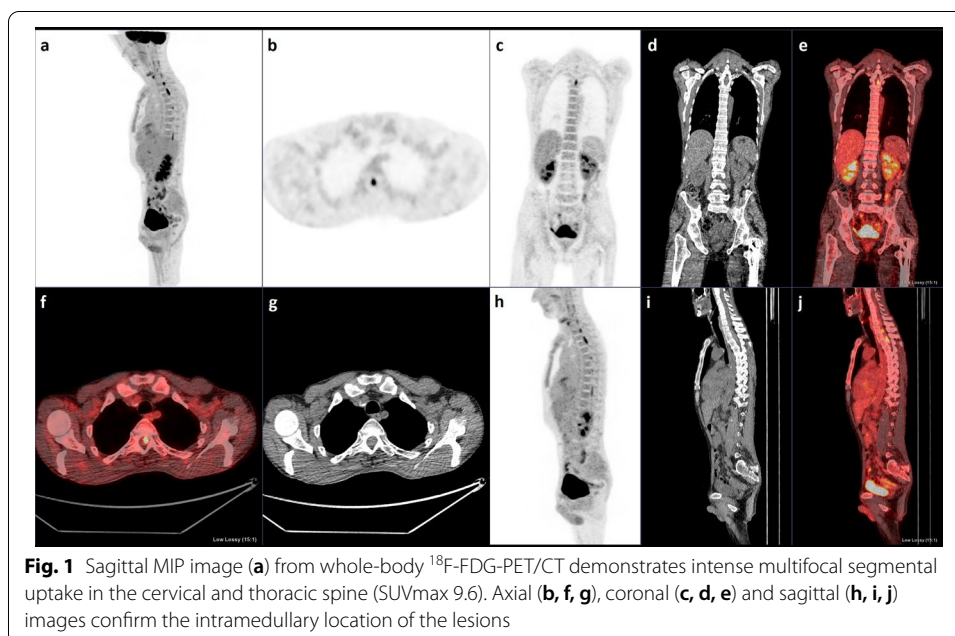 a
b
c
d
e
Low Lossy (15:1)
f
g
h
i
j
Low Lossy (15:1)
Low Lossy (15:1)
Fig. 1 Sagittal MIP image (a) from whole-body ¹⁸F-FDG-PET/CT demonstrates intense multifocal segmental
uptake in the cervical and thoracic spine (SUVmax 9.6). Axial (b, f, g), coronal (c, d, e) and sagittal (h, i, j)
images confirm the intramedullary location of the lesions